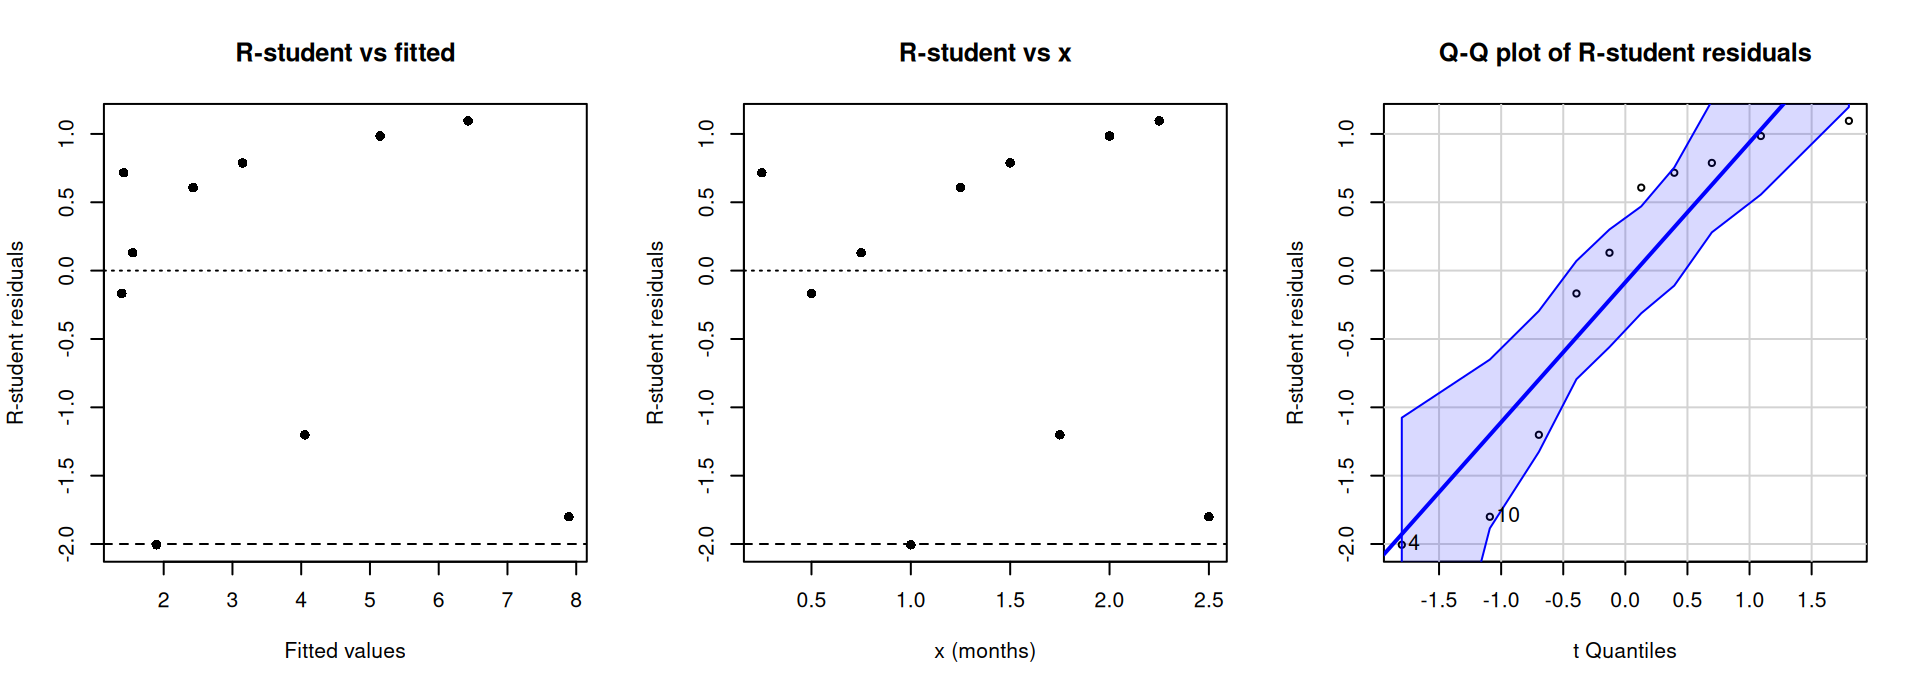 R-student vs fitted
R-student residuals
1.0
0.5
0.0
-0.5
-1.0
-1.5
-2.0
2 3 4 5 6 7 8
Fitted values
R-student vs x
R-student residuals
1.0
0.5
0.0
-0.5
-1.0
-1.5
-2.0
0.5 1.0 1.5 2.0 2.5
x (months)
Q-Q plot of R-student residuals
R-student residuals
1.0
0.5
0.0
-0.5
-1.0
-1.5
-2.0
10
4
-1.5 -1.0 -0.5 0.0 0.5 1.0 1.5
t Quantiles